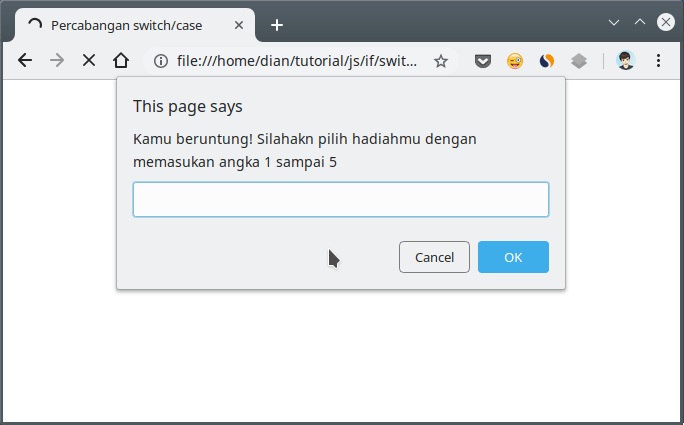 Percabangan switch/case
file:///home/dian/tutorial/js/if/swit...
This page says
Kamu beruntung! Silahakn pilih hadiahmu dengan
memasukan angka 1 sampai 5
Cancel
OK